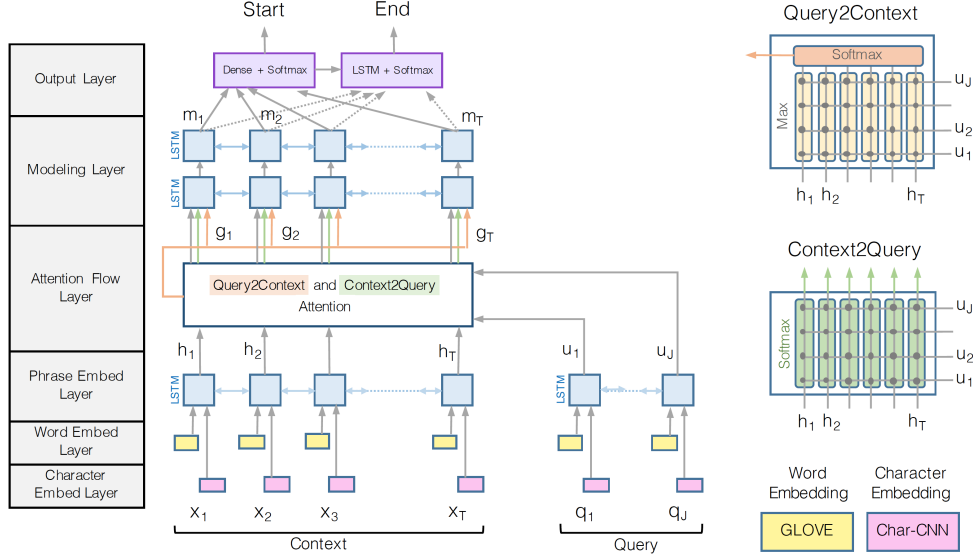 Start End
Output Layer
Dense + Softmax
LSTM + Softmax
m1 m2 mT
Modeling Layer
LSTM
LSTM
g1 g2 gT
Attention Flow
Layer
Query2Context and Context2Query
Attention
h1 h2 hT
u1 uJ
Phrase Embed
Layer
LSTM
LSTM
Word Embed
Layer
Character
Embed Layer
x1 x2 x3 xT
q1 qJ
Context
Query
Query2Context
Softmax
Max
uJ
u2
u1
h1 h2 hT
Context2Query
Softmax
uJ
u2
u1
h1 h2 hT
Word
Embedding
GLOVE
Character
Embedding
Char-CNN